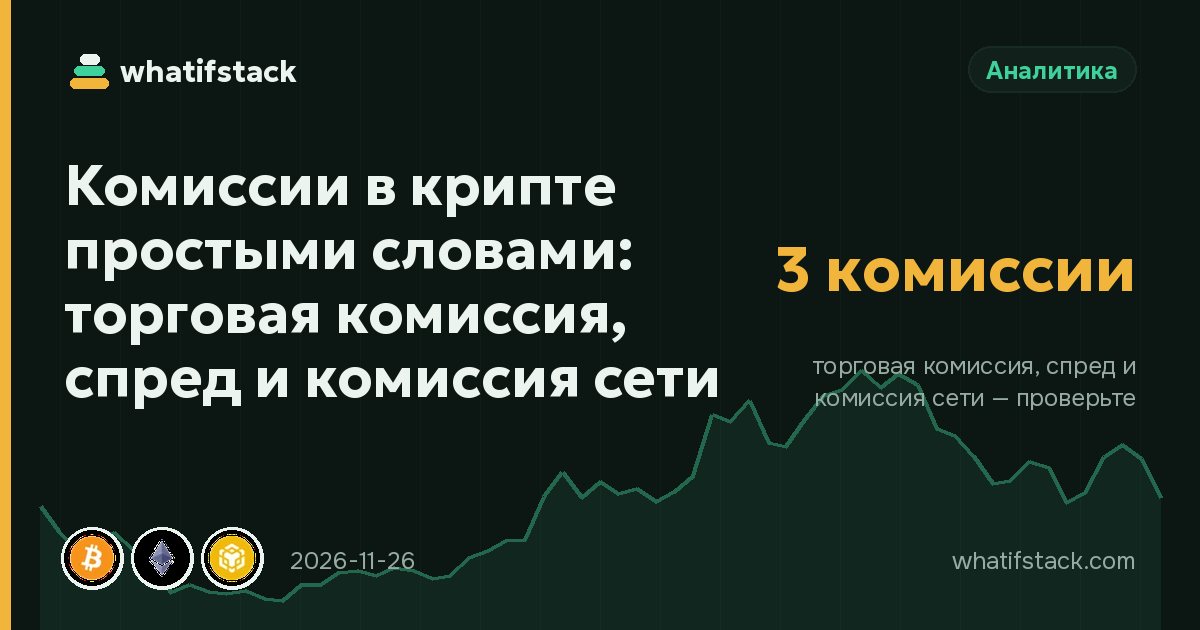 whatifstack
Аналитика
Комиссии в крипте
простыми словами:
торговая комиссия,
спред и комиссия сети
3 комиссии
торговая комиссия, спред и
комиссия сети — проверьте
2026-11-26
whatifstack.com